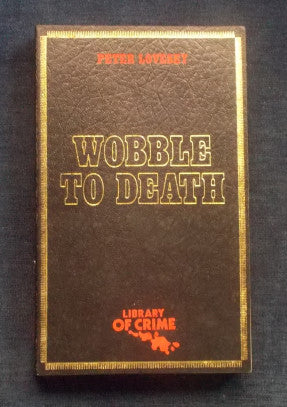 PETER LOVESEY
WOBBLE
TO DEATH
LIBRARY
OF CRIME